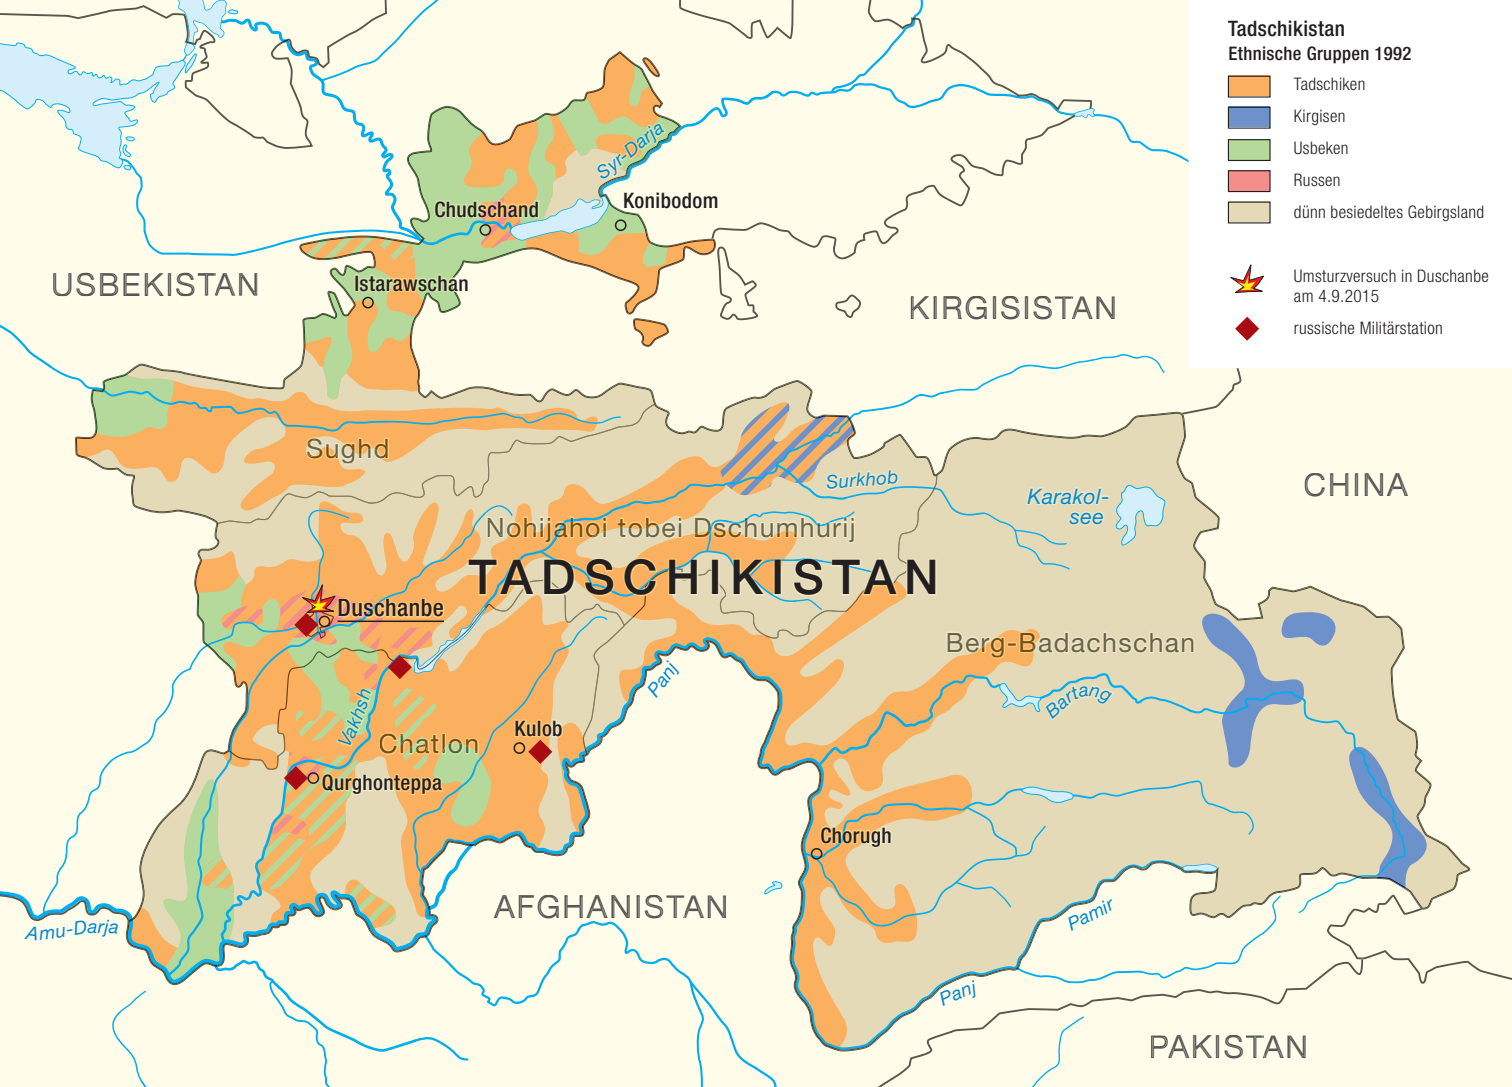 Tadschikistan
Ethnische Gruppen 1992
Tadschiken
Kirgisen
Usbeken
Russen
dünn besiedeltes Gebirgsland
Umsturzversuch in Duschanbe
am 4.9.2015
russische Militärstation
Syr-Darja
Konibodom
Chudschand
Istarawschan
USBEKISTAN
KIRGISISTAN
Sughd
Surkhob
Karakol-
see
CHINA
Nohijahoi tobei Dschumhurij
TADSCHIKISTAN
Duschanbe
Berg-Badachschan
Panj
Bartang
Vakhsh
Kulob
Chatlon
Qurghonteppa
Chorugh
AFGHANISTAN
Pamir
Amu-Darja
Panj
PAKISTAN